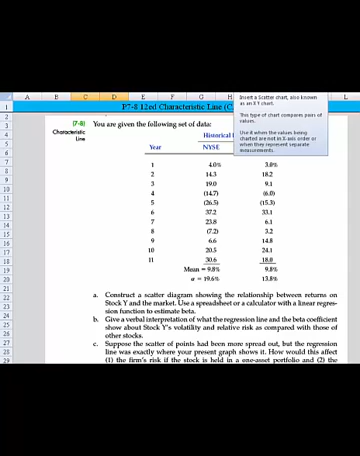 A B C D E F G H L
Insert a Scatter chart, also known
as an X Y chart.
This type of chart compares pairs of
values.
Use it when the values being
charted are not in X-axis order or
when they represent separate
measurements.
P7-8 12ed Characteristic Line (C
(7-8)
Characteristic
Line
You are given the following set of data:
Historical
Year NYSE
1 4.0% 3.0%
2 14.3 18.2
3 19.0 9.1
4 (14.7) (6.0)
5 (26.5) (15.3)
6 37.2 33.1
7 23.8 6.1
8 (7.2) 3.2
9 6.6 14.8
10 20.5 24.1
11 30.6 18.0
Mean = 9.8% 9.8%
σ = 19.6% 13.8%
a. Construct a scatter diagram showing the relationship between returns on
Stock Y and the market. Use a spreadsheet or a calculator with a linear regres-
sion function to estimate beta.
b. Give a verbal interpretation of what the regression line and the beta coefficient
show about Stock Y's volatility and relative risk as compared with those of
other stocks.
c. Suppose the scatter of points had been more spread out, but the regression
line was exactly where your present graph shows it. How would this affect
(1) the firm's risk if the stock is held in a one-asset portfolio and (2) the